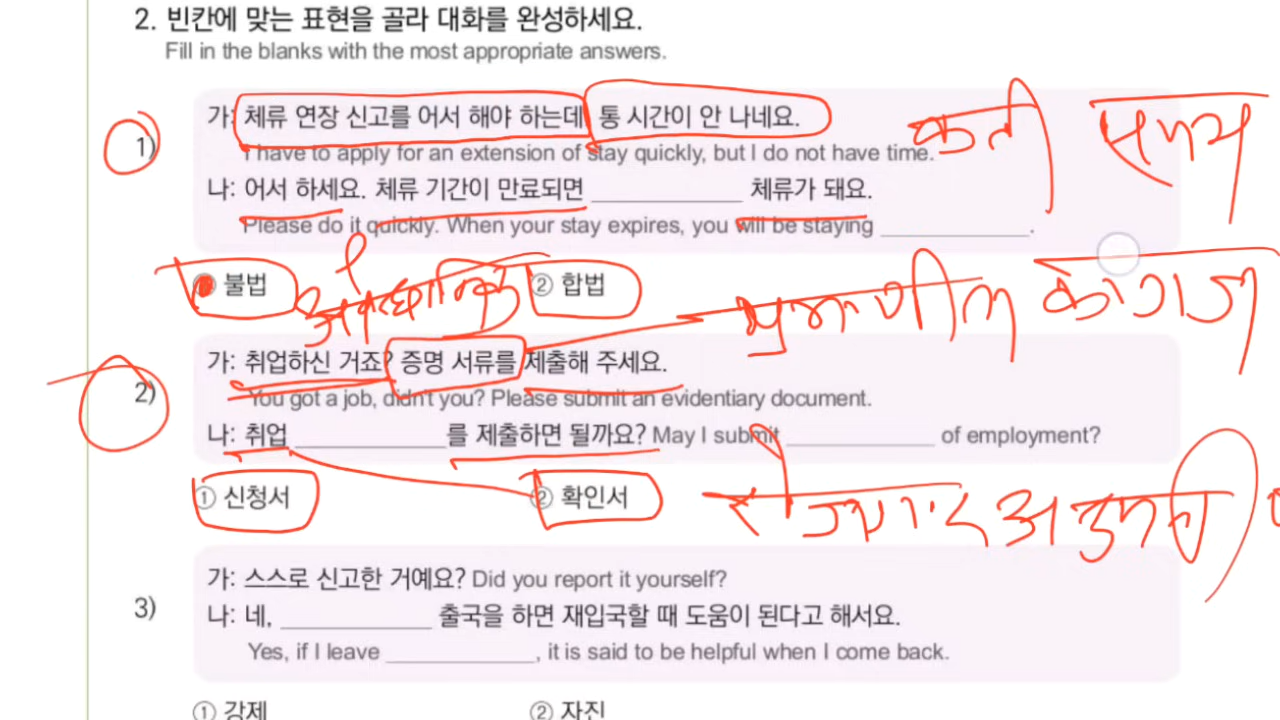 2. 빈칸에 맞는 표현을 골라 대화를 완성하세요.
Fill in the blanks with the most appropriate answers.
1)
가: 체류 연장 신고를 어서 해야 하는데 통 시간이 안 나네요.
I have to apply for an extension of stay quickly, but I do not have time.
나: 어서 하세요. 체류 기간이 만료되면 ____________ 체류가 돼요.
Please do it quickly. When your stay expires, you will be staying ____________.
불법 ② 합법
2)
가: 취업하신 거죠? 증명 서류를 제출해 주세요.
You got a job, didn't you? Please submit an evidentiary document.
나: 취업 ____________를 제출하면 될까요? May I submit ____________ of employment?
① 신청서 ② 확인서
3)
가: 스스로 신고한 거예요? Did you report it yourself?
나: 네, ____________ 출국을 하면 재입국할 때 도움이 된다고 해서요.
Yes, if I leave ____________, it is said to be helpful when I come back.
① 강제 ② 자진